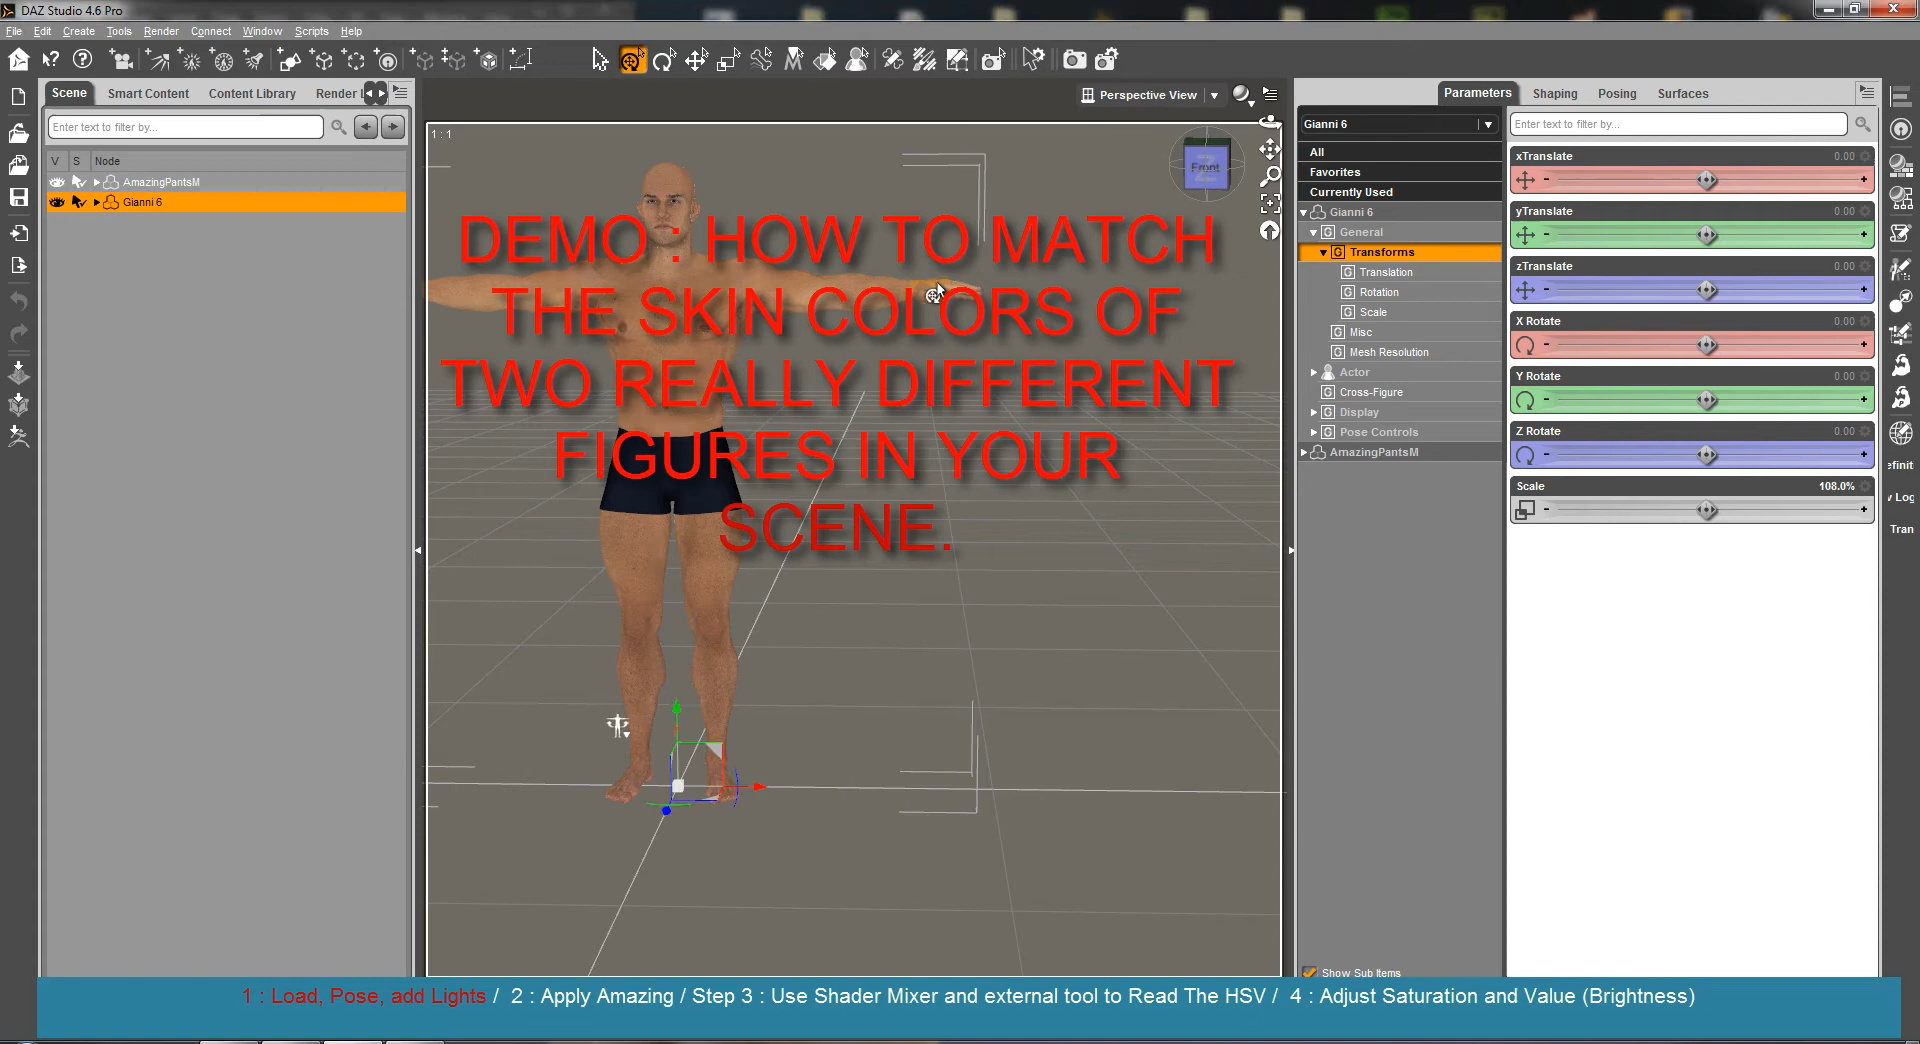 DAZ Studio 4.6 Pro
File Edit Create Tools Render Connect Window Scripts Help
Scene Smart Content Content Library Render
Enter text to filter by...
V S Node
AmazingPantsM
Gianni 6
Perspective View
1 : 1
Front
DEMO : HOW TO MATCH
THE SKIN COLORS OF
TWO REALLY DIFFERENT
FIGURES IN YOUR
SCENE.
Parameters Shaping Posing Surfaces
Gianni 6
All
Favorites
Currently Used
Gianni 6
General
Transforms
Translation
Rotation
Scale
Misc
Mesh Resolution
Actor
Cross-Figure
Display
Pose Controls
AmazingPantsM
Show Sub Items
Enter text to filter by...
xTranslate 0.00
yTranslate 0.00
zTranslate 0.00
X Rotate 0.00
Y Rotate 0.00
Z Rotate 0.00
Scale 108.0%
Tran
1 : Load, Pose, add Lights / 2 : Apply Amazing / Step 3 : Use Shader Mixer and external tool to Read The HSV / 4 : Adjust Saturation and Value (Brightness)